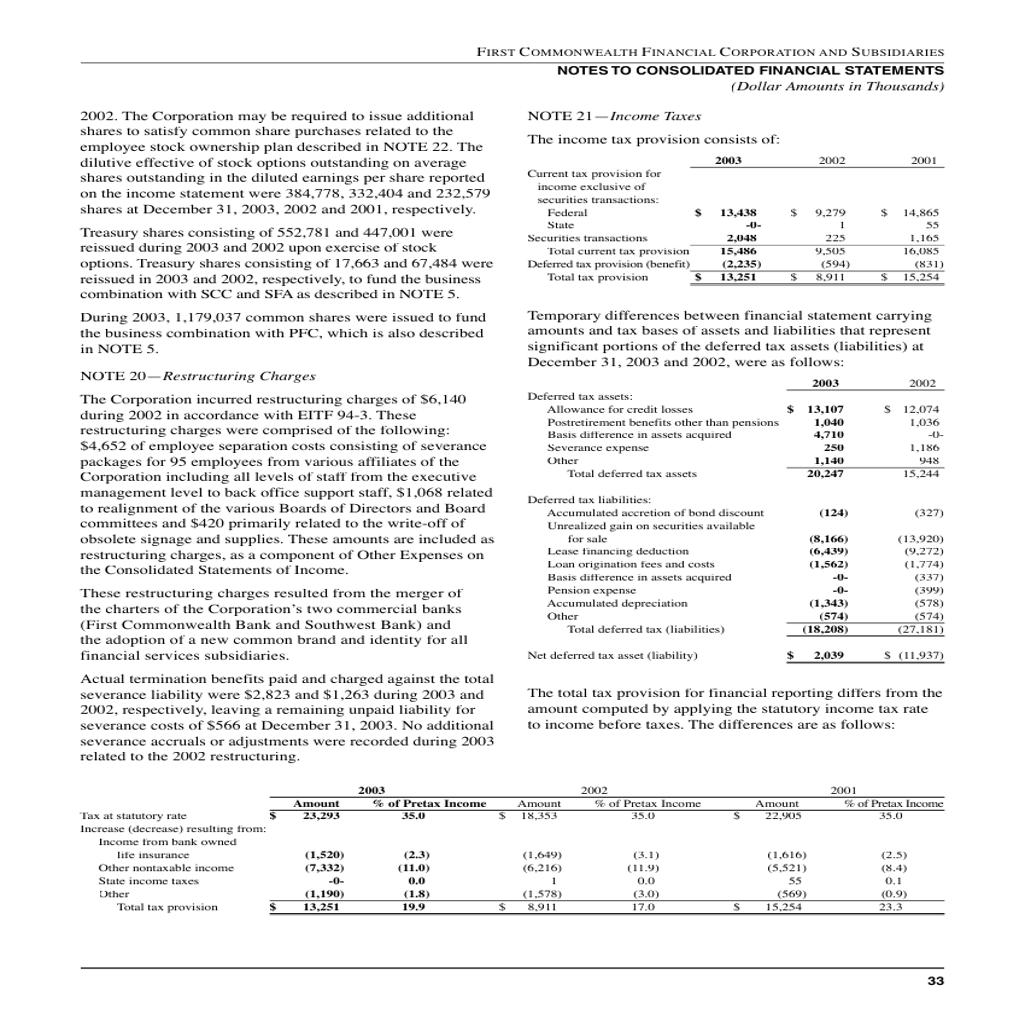 FIRST COMMONWEALTH FINANCIAL CORPORATION AND SUBSIDIARIES
NOTES TO CONSOLIDATED FINANCIAL STATEMENTS
(Dollar Amounts in Thousands)
2002. The Corporation may be required to issue additional
shares to satisfy common share purchases related to the
employee stock ownership plan described in NOTE 22. The
dilutive effective of stock options outstanding on average
shares outstanding in the diluted earnings per share reported
on the income statement were 384,778, 332,404 and 232,579
shares at December 31, 2003, 2002 and 2001, respectively.
Treasury shares consisting of 552,781 and 447,001 were
reissued during 2003 and 2002 upon exercise of stock
options. Treasury shares consisting of 17,663 and 67,484 were
reissued in 2003 and 2002, respectively, to fund the business
combination with SCC and SFA as described in NOTE 5.
During 2003, 1,179,037 common shares were issued to fund
the business combination with PFC, which is also described
in NOTE 5.
NOTE 20—Restructuring Charges
The Corporation incurred restructuring charges of $6,140
during 2002 in accordance with EITF 94-3. These
restructuring charges were comprised of the following:
$4,652 of employee separation costs consisting of severance
packages for 95 employees from various affiliates of the
Corporation including all levels of staff from the executive
management level to back office support staff, $1,068 related
to realignment of the various Boards of Directors and Board
committees and $420 primarily related to the write-off of
obsolete signage and supplies. These amounts are included as
restructuring charges, as a component of Other Expenses on
the Consolidated Statements of Income.
These restructuring charges resulted from the merger of
the charters of the Corporation's two commercial banks
(First Commonwealth Bank and Southwest Bank) and
the adoption of a new common brand and identity for all
financial services subsidiaries.
Actual termination benefits paid and charged against the total
severance liability were $2,823 and $1,263 during 2003 and
2002, respectively, leaving a remaining unpaid liability for
severance costs of $566 at December 31, 2003. No additional
severance accruals or adjustments were recorded during 2003
related to the 2002 restructuring.
NOTE 21—Income Taxes
The income tax provision consists of:
2003 2002 2001
Current tax provision for
income exclusive of
securities transactions:
Federal $ 13,438 $ 9,279 $ 14,865
State -0- 1 55
Securities transactions 2,048 225 1,165
Total current tax provision 15,486 9,505 16,085
Deferred tax provision (benefit) (2,235) (594) (831)
Total tax provision $ 13,251 $ 8,911 $ 15,254
Temporary differences between financial statement carrying
amounts and tax bases of assets and liabilities that represent
significant portions of the deferred tax assets (liabilities) at
December 31, 2003 and 2002, were as follows:
2003 2002
Deferred tax assets:
Allowance for credit losses $ 13,107 $ 12,074
Postretirement benefits other than pensions 1,040 1,036
Basis difference in assets acquired 4,710 -0-
Severance expense 250 1,186
Other 1,140 948
Total deferred tax assets 20,247 15,244
Deferred tax liabilities:
Accumulated accretion of bond discount (124) (327)
Unrealized gain on securities available
for sale (8,166) (13,920)
Lease financing deduction (6,439) (9,272)
Loan origination fees and costs (1,562) (1,774)
Basis difference in assets acquired -0- (337)
Pension expense -0- (399)
Accumulated depreciation (1,343) (578)
Other (574) (574)
Total deferred tax (liabilities) (18,208) (27,181)
Net deferred tax asset (liability) $ 2,039 $ (11,937)
The total tax provision for financial reporting differs from the
amount computed by applying the statutory income tax rate
to income before taxes. The differences are as follows:
2003 2002 2001
Amount % of Pretax Income Amount % of Pretax Income Amount % of Pretax Income
Tax at statutory rate $ 23,293 35.0 $ 18,353 35.0 $ 22,905 35.0
Increase (decrease) resulting from:
Income from bank owned
life insurance (1,520) (2.3) (1,649) (3.1) (1,616) (2.5)
Other nontaxable income (7,332) (11.0) (6,216) (11.9) (5,521) (8.4)
State income taxes -0- 0.0 1 0.0 55 0.1
Other (1,190) (1.8) (1,578) (3.0) (569) (0.9)
Total tax provision $ 13,251 19.9 $ 8,911 17.0 $ 15,254 23.3
33